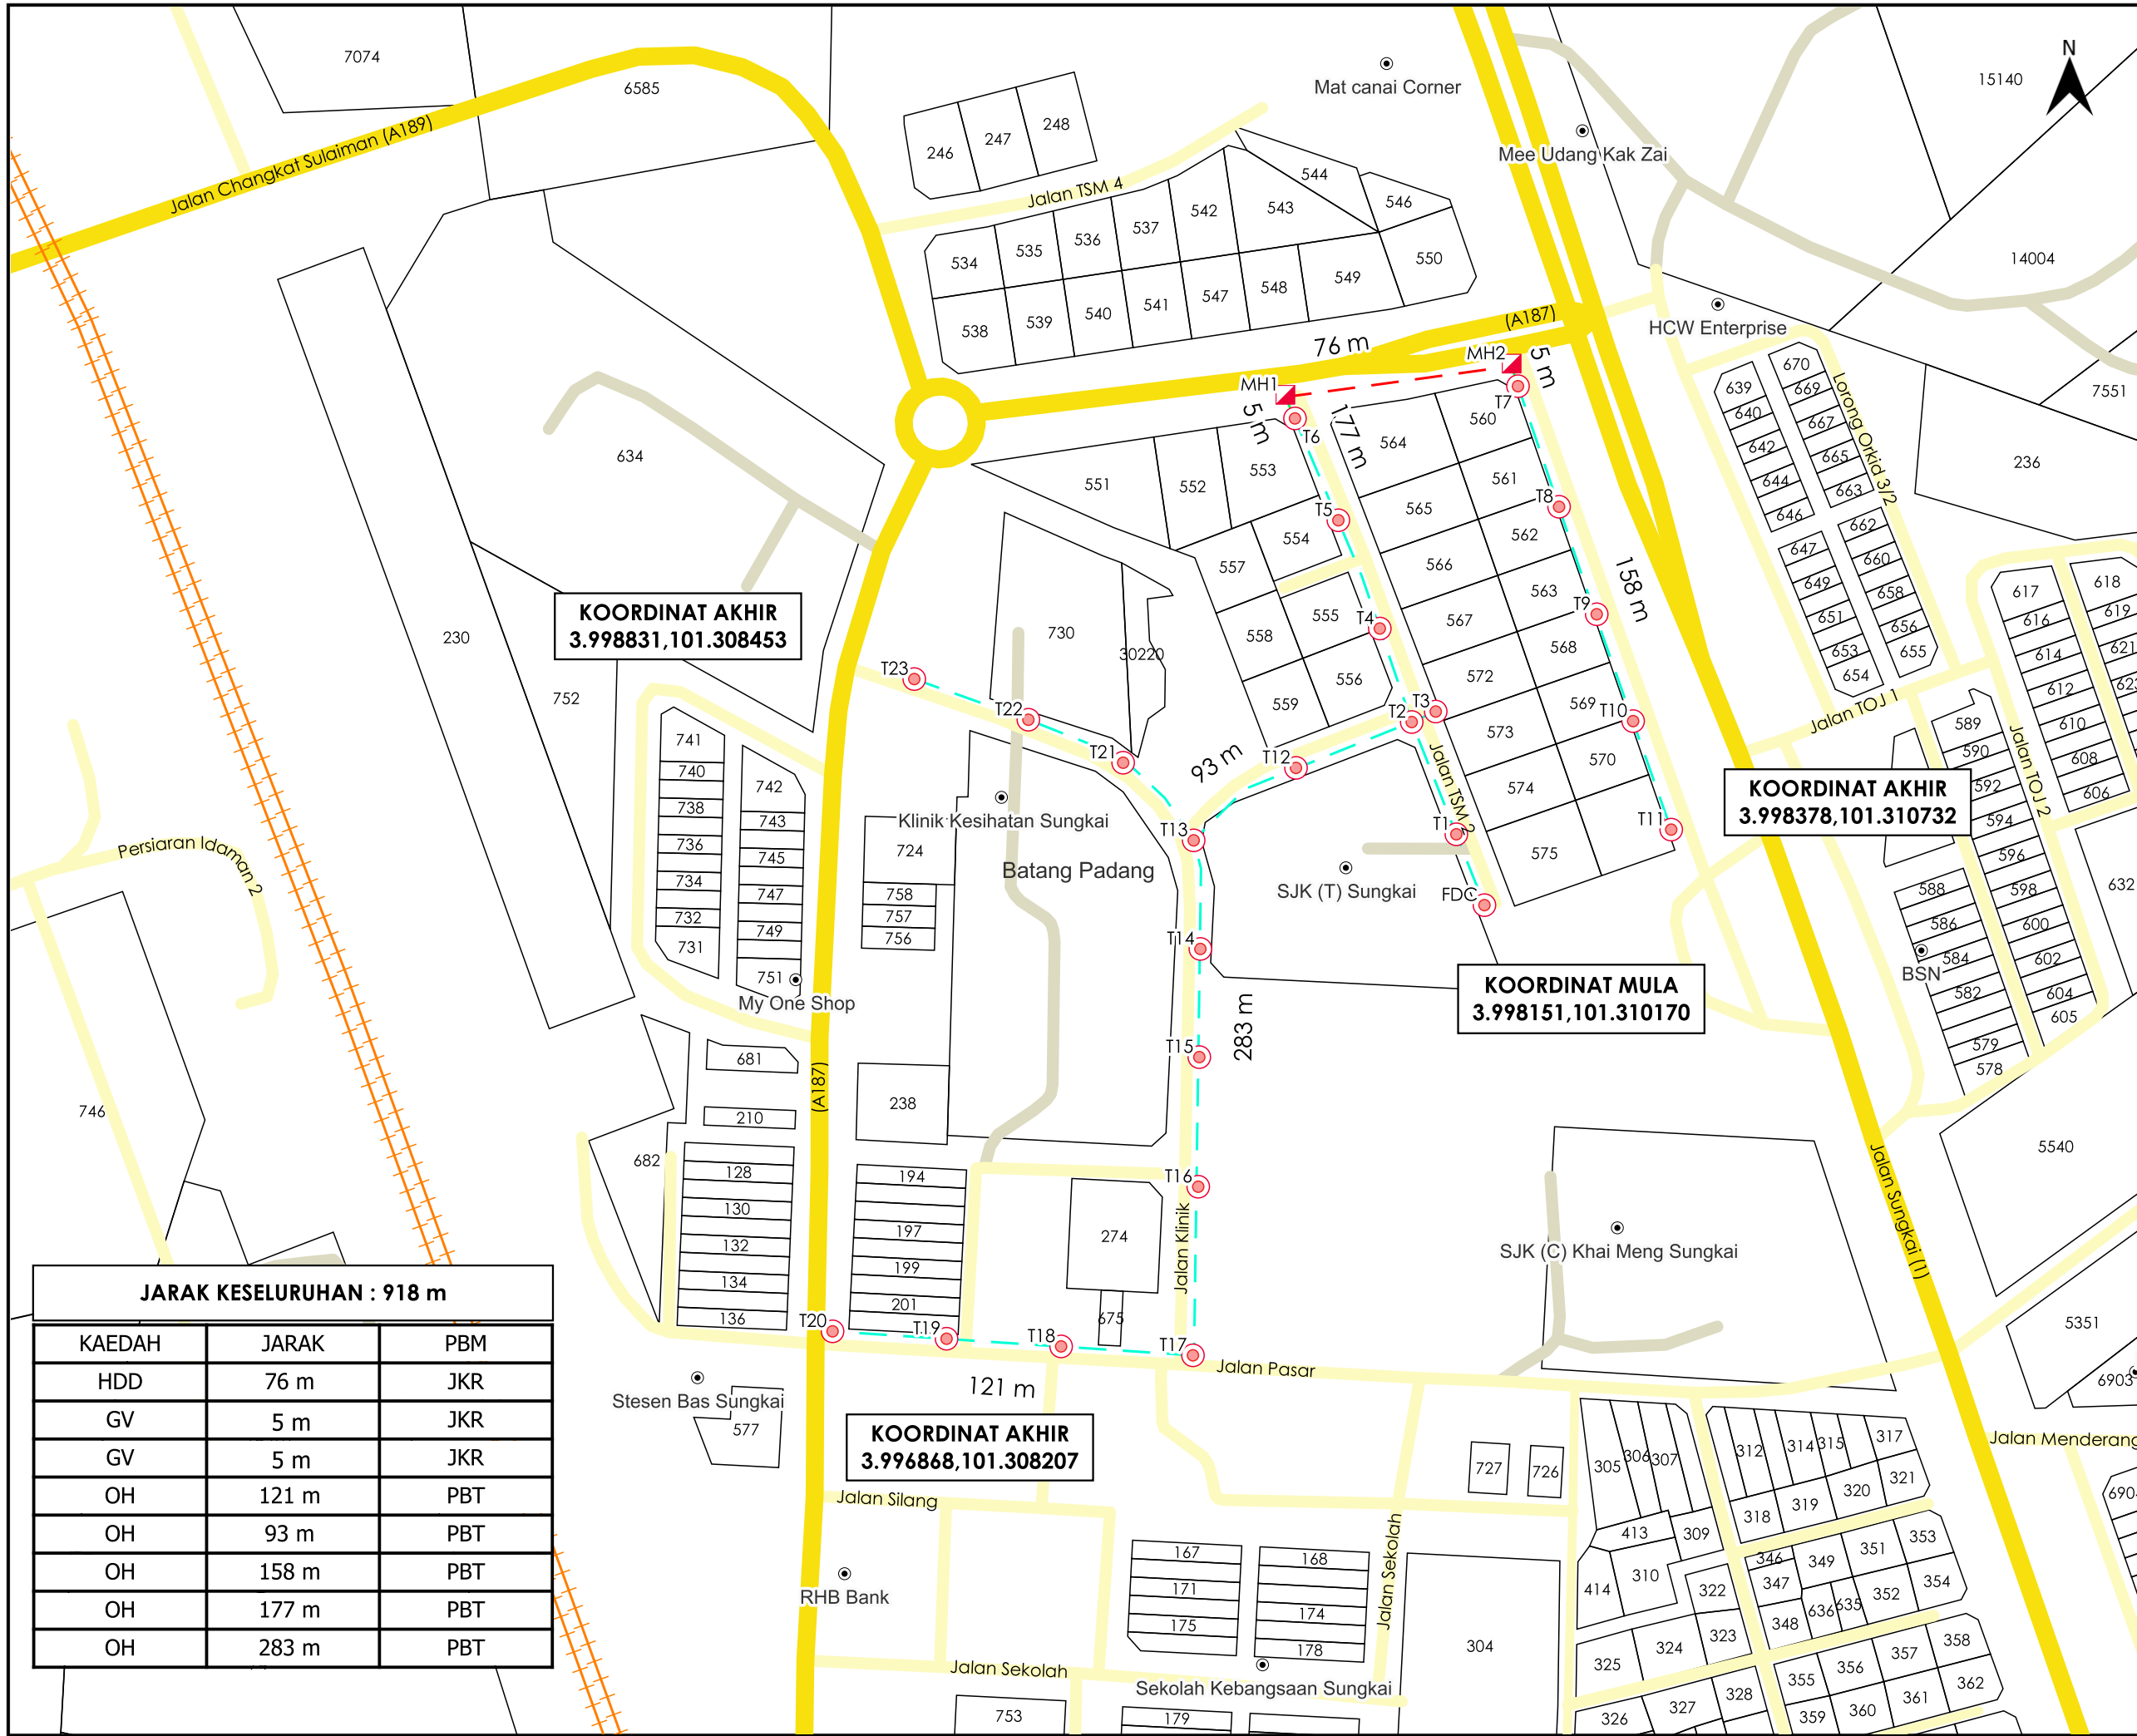 N
7074
6585
15140
14004
7551
236
Mat canai Corner
Mee Udang Kak Zai
HCW Enterprise
Jalan Changkat Sulaiman (A189)
246
247
248
Jalan TSM 4
544
546
543
542
537
536
535
534
550
549
548
547
541
540
539
538
(A187)
76 m
MH1
MH2
5 m
5 m
T7
T6
177 m
158 m
564
560
553
552
551
565
561
554
T5
T8
562
557
566
563
555
T4
T9
567
558
568
556
572
T3
T2
559
569
T10
573
570
574
T11
575
T1
Jalan TSM 2
FDC
T12
93 m
T13
634
230
752
KOORDINAT AKHIR
3.998831,101.308453
730
30220
T23
T22
T21
Klinik Kesihatan Sungkai
Batang Padang
SJK (T) Sungkai
724
758
757
756
741
740
738
736
734
732
731
742
743
745
747
749
751
My One Shop
Persiaran Idaman 2
746
KOORDINAT AKHIR
3.998378,101.310732
KOORDINAT MULA
3.998151,101.310170
639
640
642
644
646
670
669
667
665
663
Lorong Orkid 3/2
647
649
651
653
654
662
660
658
656
655
Jalan TOJ 1
Jalan TOJ 2
617
616
614
612
610
608
606
618
619
589
590
592
594
596
598
600
602
604
605
588
586
584
582
579
578
BSN
632
5540
T14
T15
283 m
T16
T17
Jalan Klinik
681
210
238
682
128
130
132
134
136
194
197
199
201
(A187)
274
675
T20
T19
T18
121 m
Jalan Pasar
SJK (C) Khai Meng Sungkai
Jalan Sungkai (1)
5351
6903
Stesen Bas Sungkai
577
KOORDINAT AKHIR
3.996868,101.308207
Jalan Silang
RHB Bank
Jalan Sekolah
Jalan Sekolah
Sekolah Kebangsaan Sungkai
167
171
175
168
174
178
179
753
304
727
726
305
306
307
312
314
315
317
321
320
319
318
309
413
310
414
322
346
347
349
351
353
354
352
635
636
348
323
324
325
326
327
328
355
356
357
358
359
360
361
362
JARAK KESELURUHAN : 918 m
KAEDAH JARAK PBM
HDD 76 m JKR
GV 5 m JKR
GV 5 m JKR
OH 121 m PBT
OH 93 m PBT
OH 158 m PBT
OH 177 m PBT
OH 283 m PBT